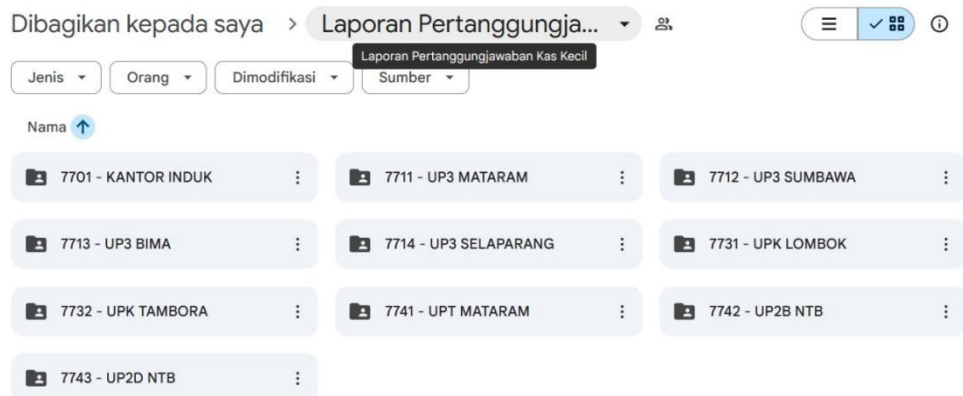 Dibagikan kepada saya > Laporan Pertanggungja...
Laporan Pertanggungjawaban Kas Kecil
Jenis Orang Dimodifikasi Sumber
Nama
7701 - KANTOR INDUK
7711 - UP3 MATARAM
7712 - UP3 SUMBAWA
7713 - UP3 BIMA
7714 - UP3 SELAPARANG
7731 - UPK LOMBOK
7732 - UPK TAMBORA
7741 - UPT MATARAM
7742 - UP2B NTB
7743 - UP2D NTB